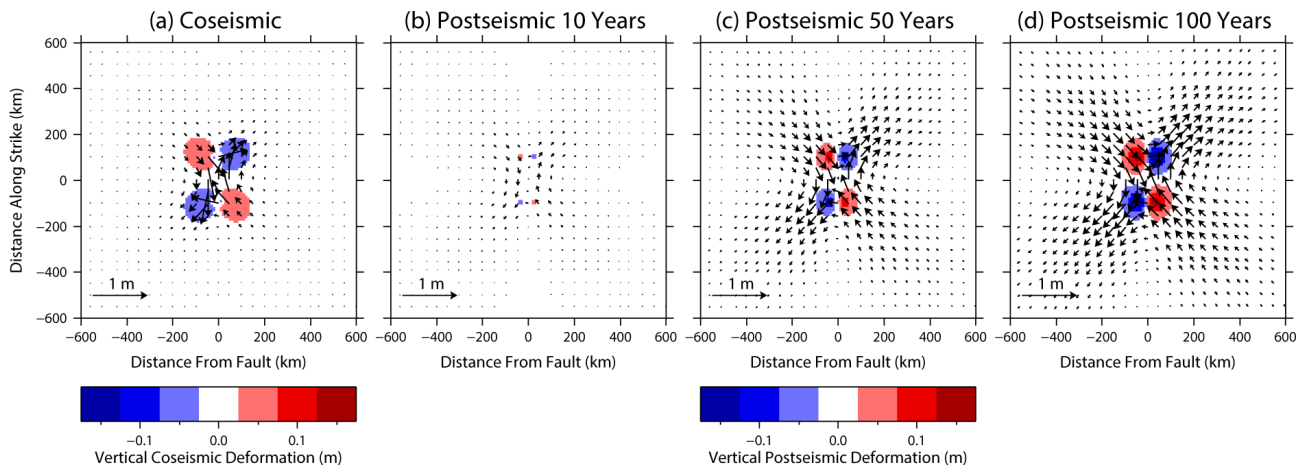 (a) Coseismic
(b) Postseismic 10 Years
(c) Postseismic 50 Years
(d) Postseismic 100 Years
Distance Along Strike (km)
600
400
200
0
−200
−400
−600
1 m
1 m
1 m
1 m
−600 −400 −200 0 200 400 600
−600 −400 −200 0 200 400 600
−600 −400 −200 0 200 400 600
−600 −400 −200 0 200 400 600
Distance From Fault (km)
Distance From Fault (km)
Distance From Fault (km)
Distance From Fault (km)
−0.1 0.0 0.1
Vertical Coseismic Deformation (m)
−0.1 0.0 0.1
Vertical Postseismic Deformation (m)